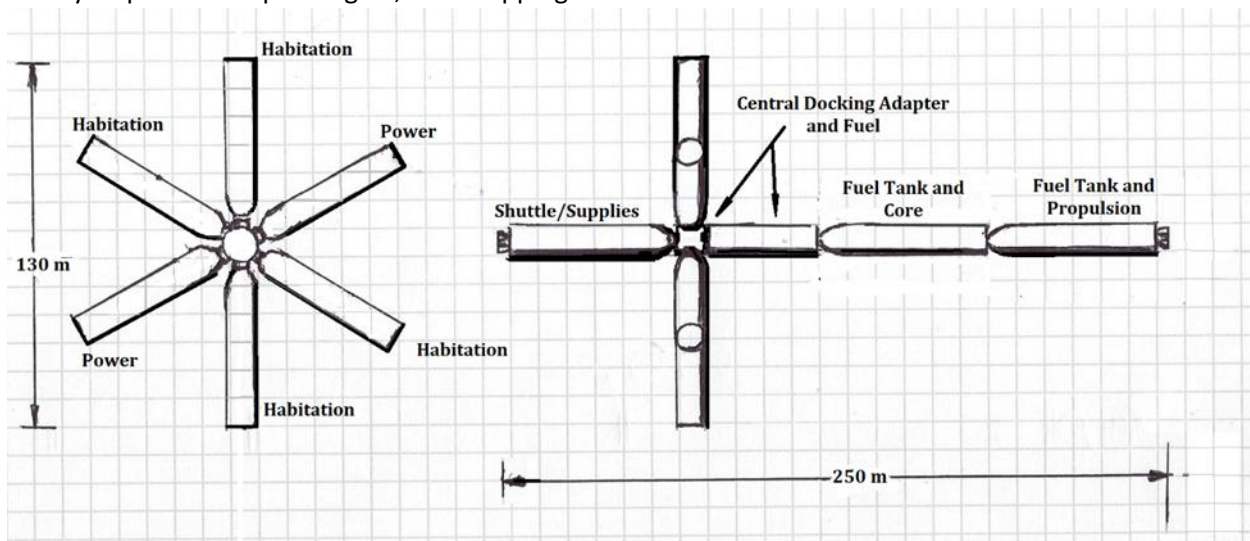 Habitation
Habitation
Power
130 m
Power
Habitation
Habitation
Central Docking Adapter
and Fuel
Shuttle/Supplies
Fuel Tank and
Core
Fuel Tank and
Propulsion
250 m